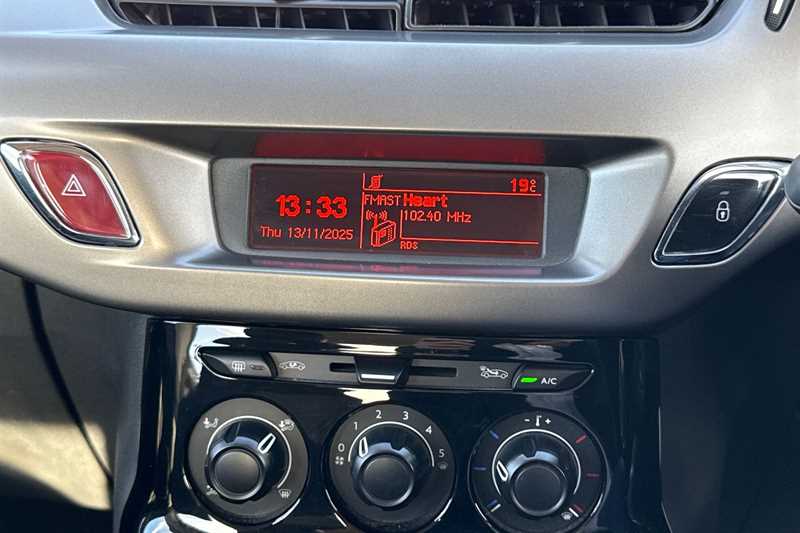 19°C
FMAST Heart
13:33
102.40 MHz
Thu 13/11/2025
RDS
A/C
0 1 2 3 4 5
- +